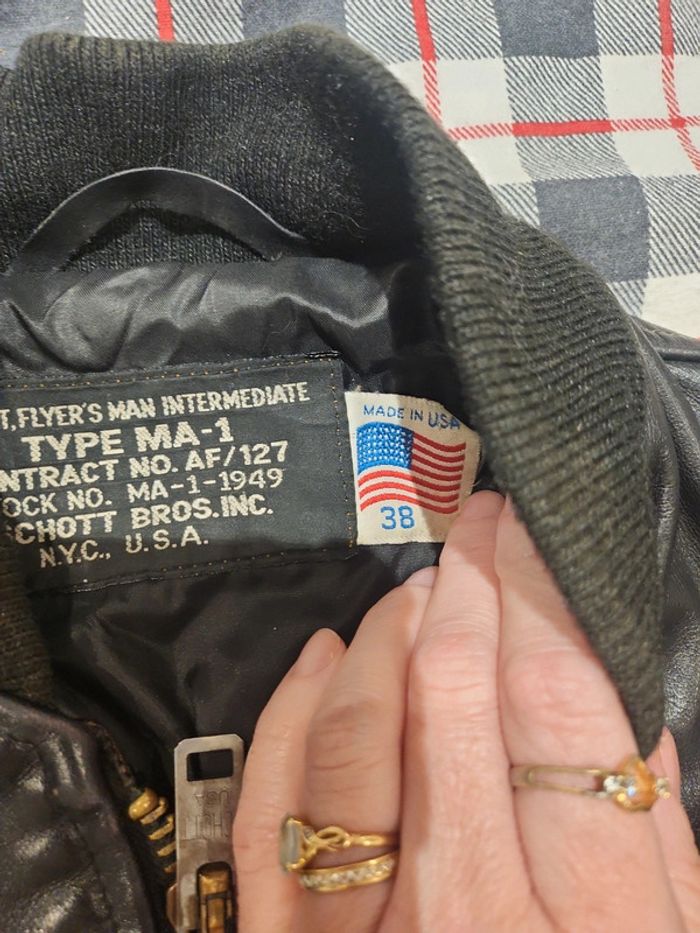 T, FLYER'S MAN INTERMEDIATE
TYPE MA-1
NTRACT NO. AF/127
OCK NO. MA-1-1949
CHOTT BROS.INC.
N.Y.C., U.S.A.
MADE IN USA
38